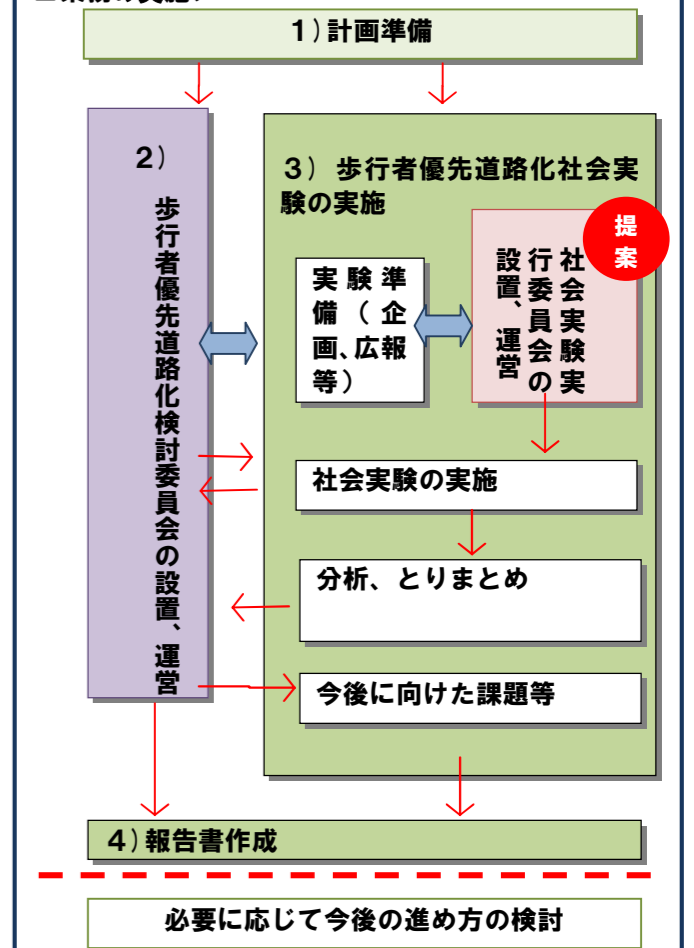 1）計画準備
2）
歩行者優先道路化検討委員会の設置、運営
3） 歩行者優先道路化社会実
験の実施
提
案
実験準
備（企
画、広報
等）
社会実験実
行委員会の
設置、運営
社会実験の実施
分析、とりまとめ
今後に向けた課題等
4）報告書作成
必要に応じて今後の進め方の検討